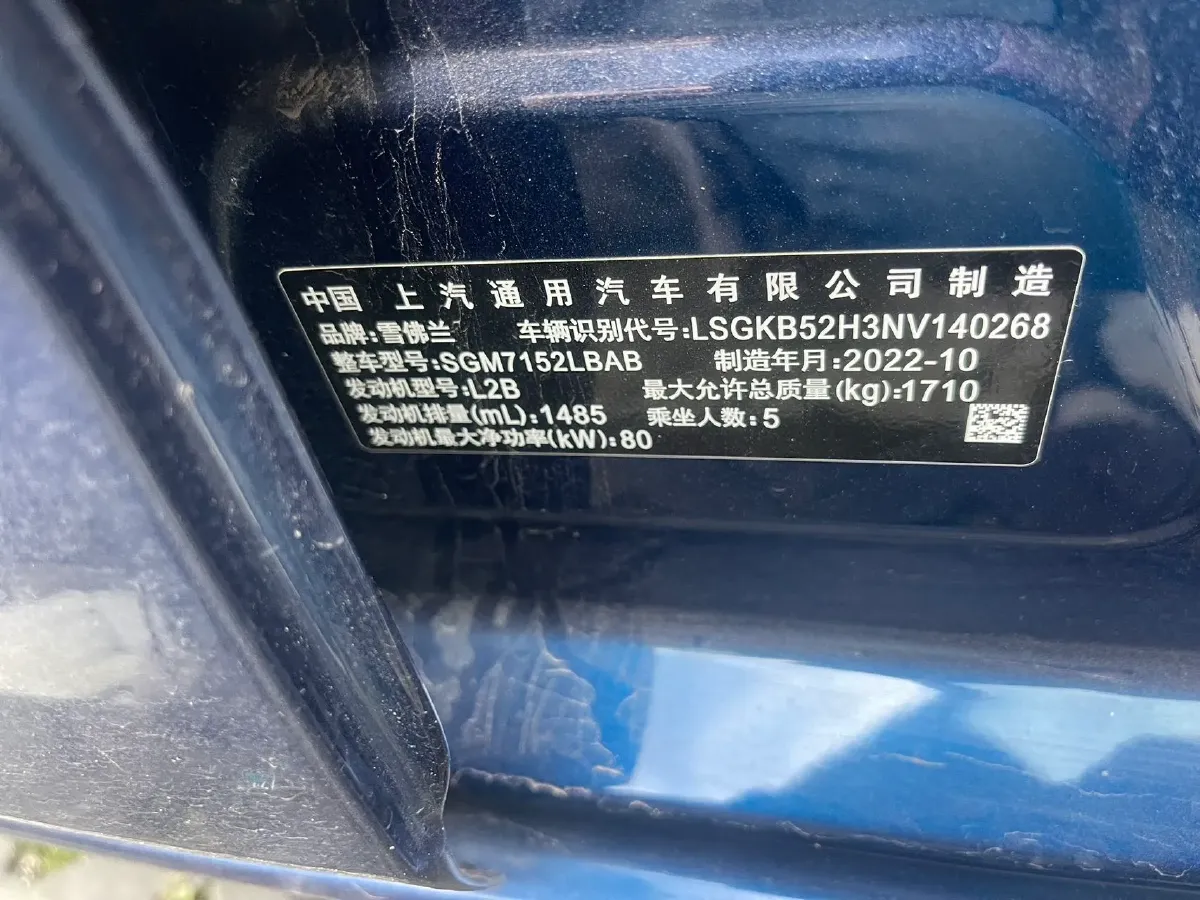 中国 上汽通用汽车有限公司制造
品牌:雪佛兰 车辆识别代号:LSGKB52H3NV140268
整车型号:SGM7152LBAB 制造年月:2022-10
发动机型号:L2B 最大允许总质量(kg):1710
发动机排量(mL):1485 乘坐人数:5
发动机最大净功率(kW):80